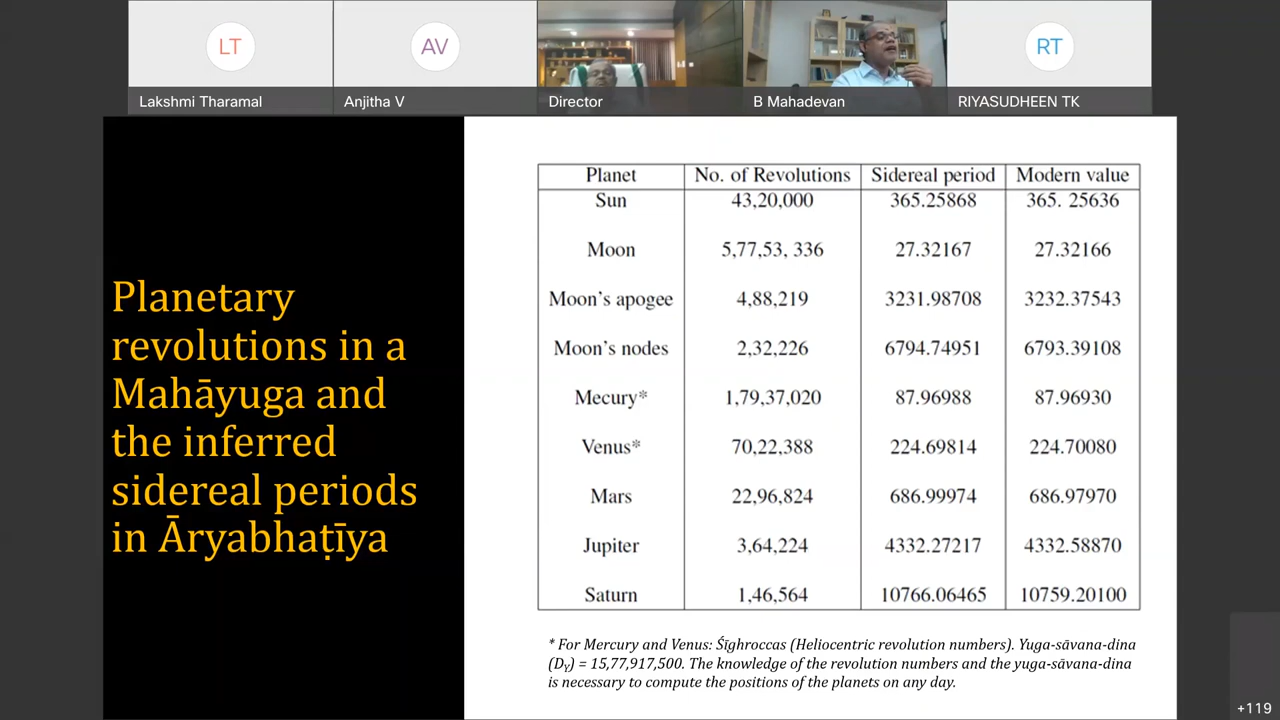 LT
AV
RT
Lakshmi Tharamal
Anjitha V
Director
B Mahadevan
RIYASUDHEEN TK
Planetary
revolutions in a
Mahāyuga and
the inferred
sidereal periods
in Āryabhaṭīya
Planet No. of Revolutions Sidereal period Modern value
Sun 43,20,000 365.25868 365. 25636
Moon 5,77,53, 336 27.32167 27.32166
Moon's apogee 4,88,219 3231.98708 3232.37543
Moon's nodes 2,32,226 6794.74951 6793.39108
Mecury* 1,79,37,020 87.96988 87.96930
Venus* 70,22,388 224.69814 224.70080
Mars 22,96,824 686.99974 686.97970
Jupiter 3,64,224 4332.27217 4332.58870
Saturn 1,46,564 10766.06465 10759.20100
* For Mercury and Venus: Śīghroccas (Heliocentric revolution numbers). Yuga-sāvana-dina
(Dᵧ) = 15,77,917,500. The knowledge of the revolution numbers and the yuga-sāvana-dina
is necessary to compute the positions of the planets on any day.
+119